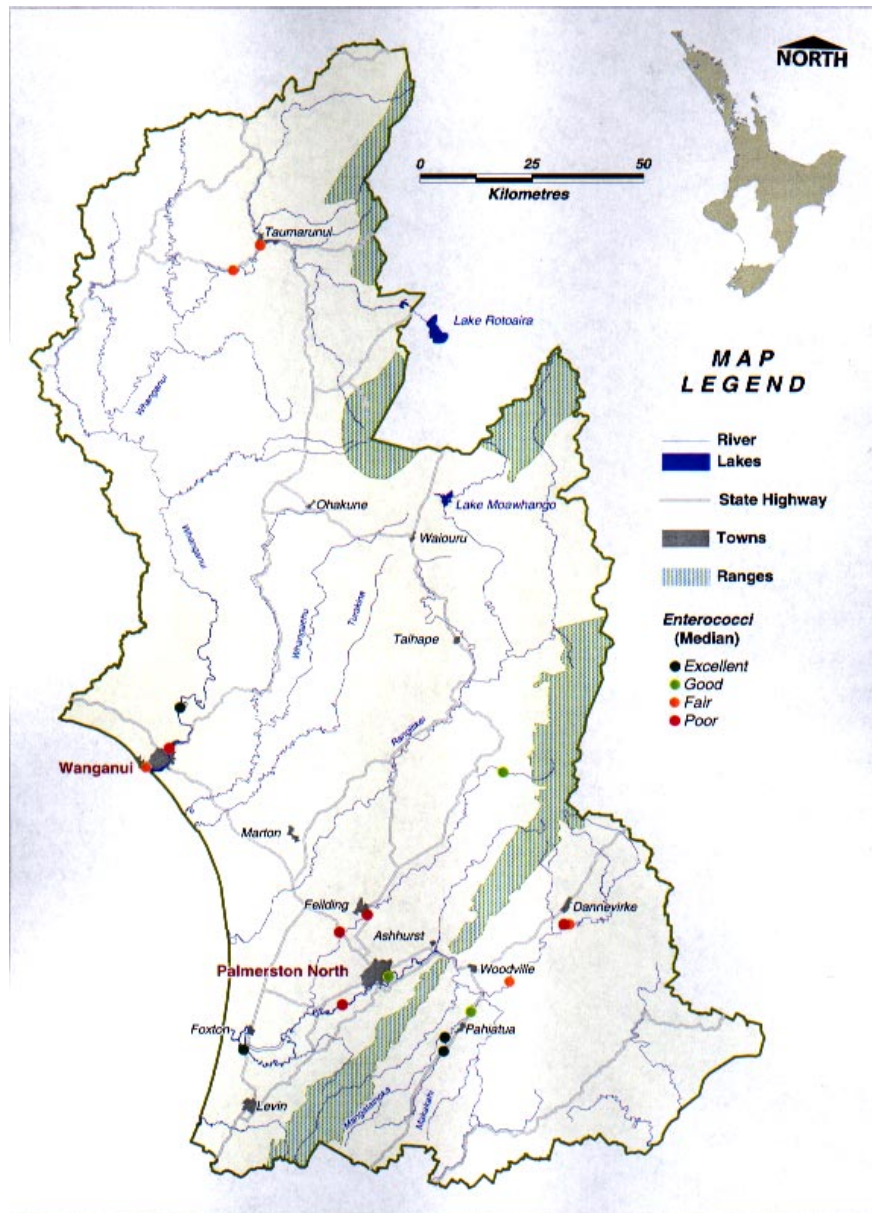 NORTH
0 25 50
Kilometres
Taumarunui
Lake Rotoaira
MAP
LEGEND
Whanganui
River
Lakes
State Highway
Towns
Ranges
Ohakune
Lake Moawhango
Whanganui
Waiouru
Whangaehu
Turakina
Taihape
Enterococci
(Median)
Excellent
Good
Fair
Poor
Rangitikei
Wanganui
Marton
Feilding
Dannevirke
Ashhurst
Palmerston North
Woodville
Foxton
Pahiatua
Levin
Mangatainoka
Makakahi